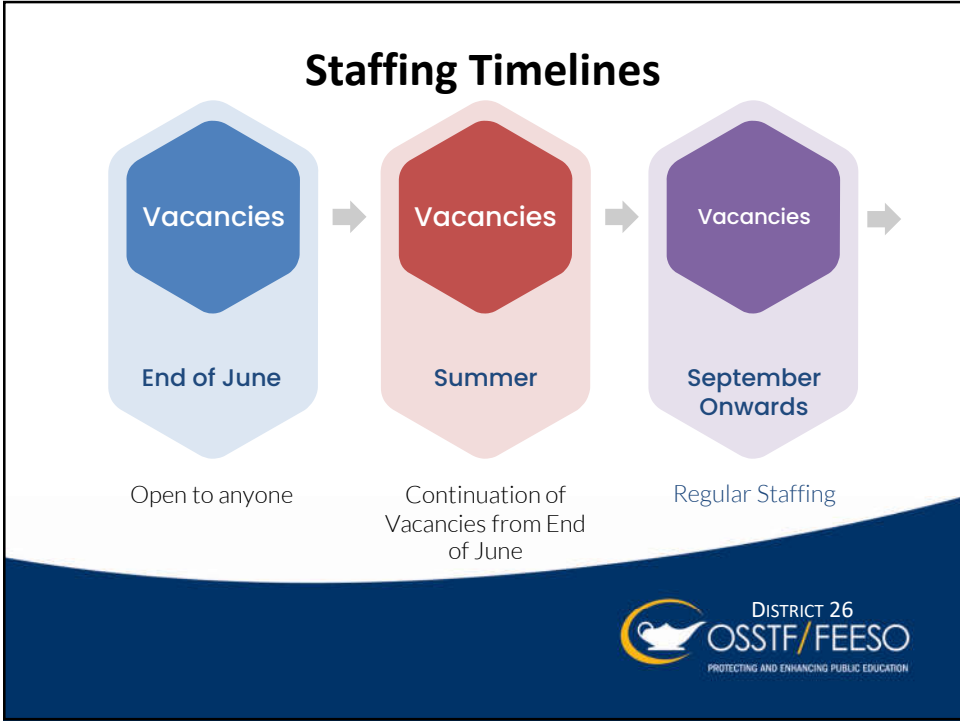 Staffing Timelines
Vacancies
End of June
Open to anyone
Vacancies
Summer
Continuation of
Vacancies from End
of June
Vacancies
September
Onwards
Regular Staffing
DISTRICT 26
OSSTF/FEESO
PROTECTING AND ENHANCING PUBLIC EDUCATION